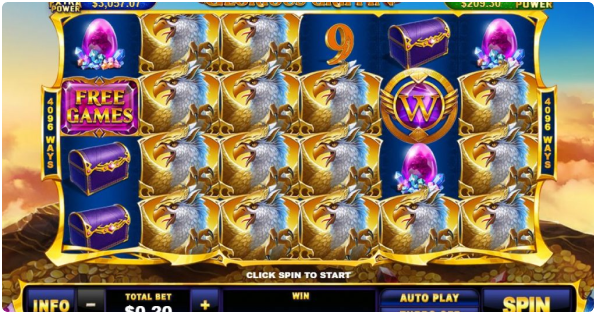 POWER
$3,057.07
$209.30
POWER
9
FREE
GAMES
W
4096 WAYS
4096 WAYS
CLICK SPIN TO START
INFO
-
TOTAL BET
$0.20
+
WIN
AUTO PLAY
SPIN